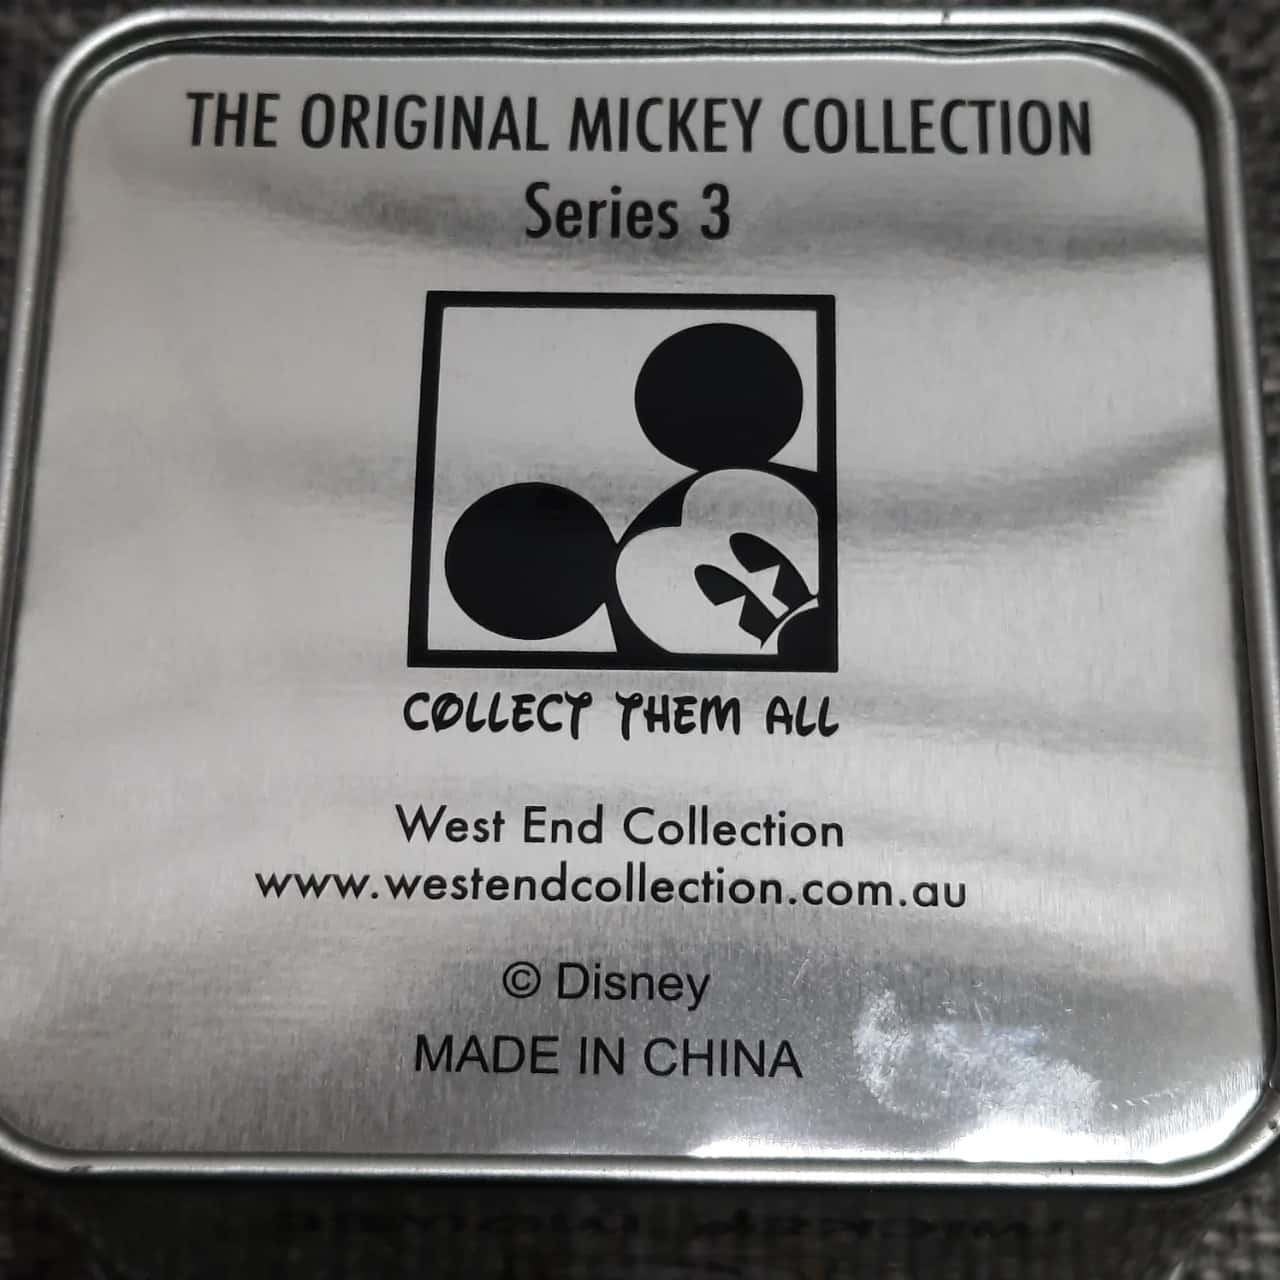 THE ORIGINAL MICKEY COLLECTION
Series 3
COLLECT THEM ALL
West End Collection
www.westendcollection.com.au
© Disney
MADE IN CHINA